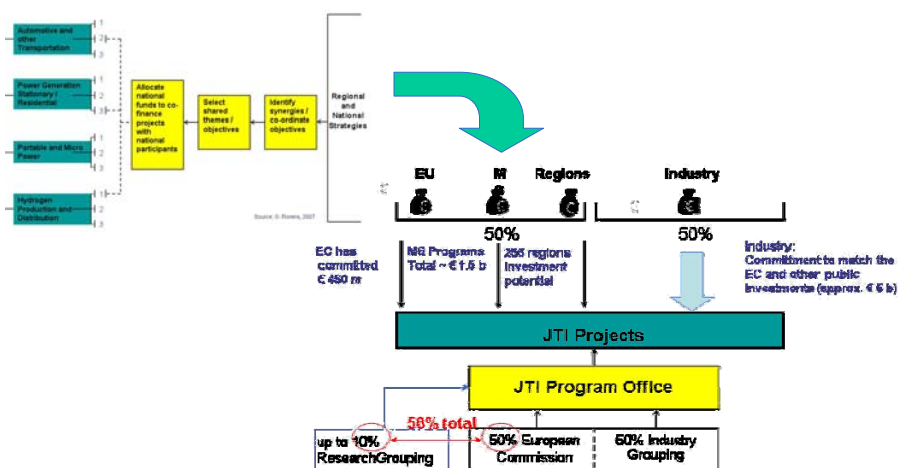 Automotive and
other
Transportation
1
2
3
Power Generation
Stationary /
Residential
1
2
3
Portable and Micro
Power
1
2
3
Hydrogen
Production and
Distribution
1
2
3
Allocate
national
funds to co-
finance
projects
with
national
participants
Select
shared
themes /
objectives
Identify
synergies /
co-ordinate
objectives
Regional
and
National
Strategies
2007
EU
M
S
Regions
Industry
50%
50%
EC has
committed
€ 450 m
MS Programs
Total ~ € 1.5 b
256 regions
Investment
potential
Industry:
Committment to match the
EC and other public
Investments (approx. € 5 b)
JTI Projects
JTI Program Office
up to 10%
ResearchGrouping
50% European
Commission
50% Industry
Grouping
total